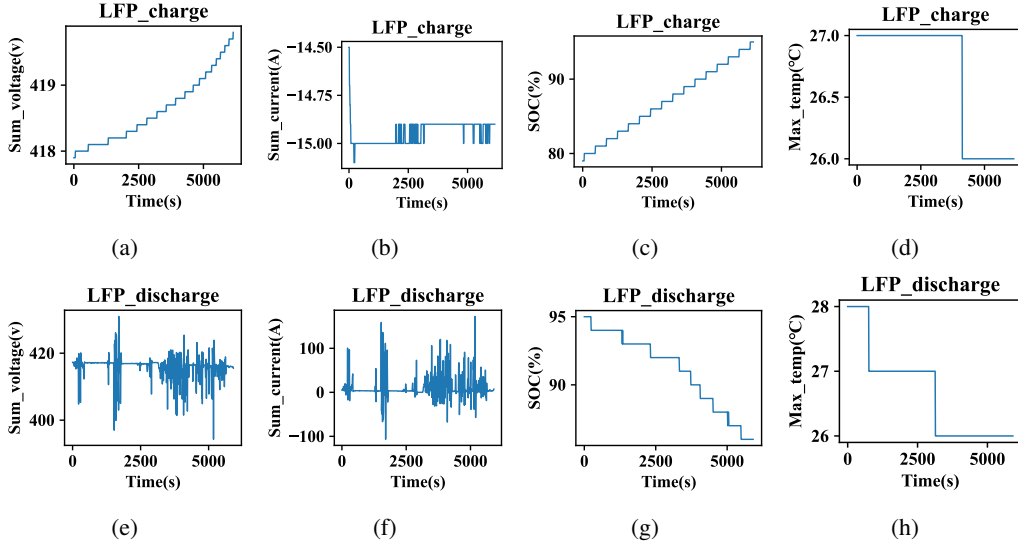 LFP_charge
Sum_voltage(v)
419
418
0
2500
5000
Time(s)
(a)
LFP_charge
Sum_current(A)
−14.50
−14.75
−15.00
0
2500
5000
Time(s)
(b)
LFP_charge
SOC(%)
90
80
0
2500
5000
Time(s)
(c)
LFP_charge
Max_temp(°C)
27.0
26.5
26.0
0
2500
5000
Time(s)
(d)
LFP_discharge
Sum_voltage(v)
420
400
0
2500
5000
Time(s)
(e)
LFP_discharge
Sum_current(A)
100
0
−100
0
2500
5000
Time(s)
(f)
LFP_discharge
SOC(%)
95
90
0
2500
5000
Time(s)
(g)
LFP_discharge
Max_temp(°C)
28
27
26
0
2500
5000
Time(s)
(h)